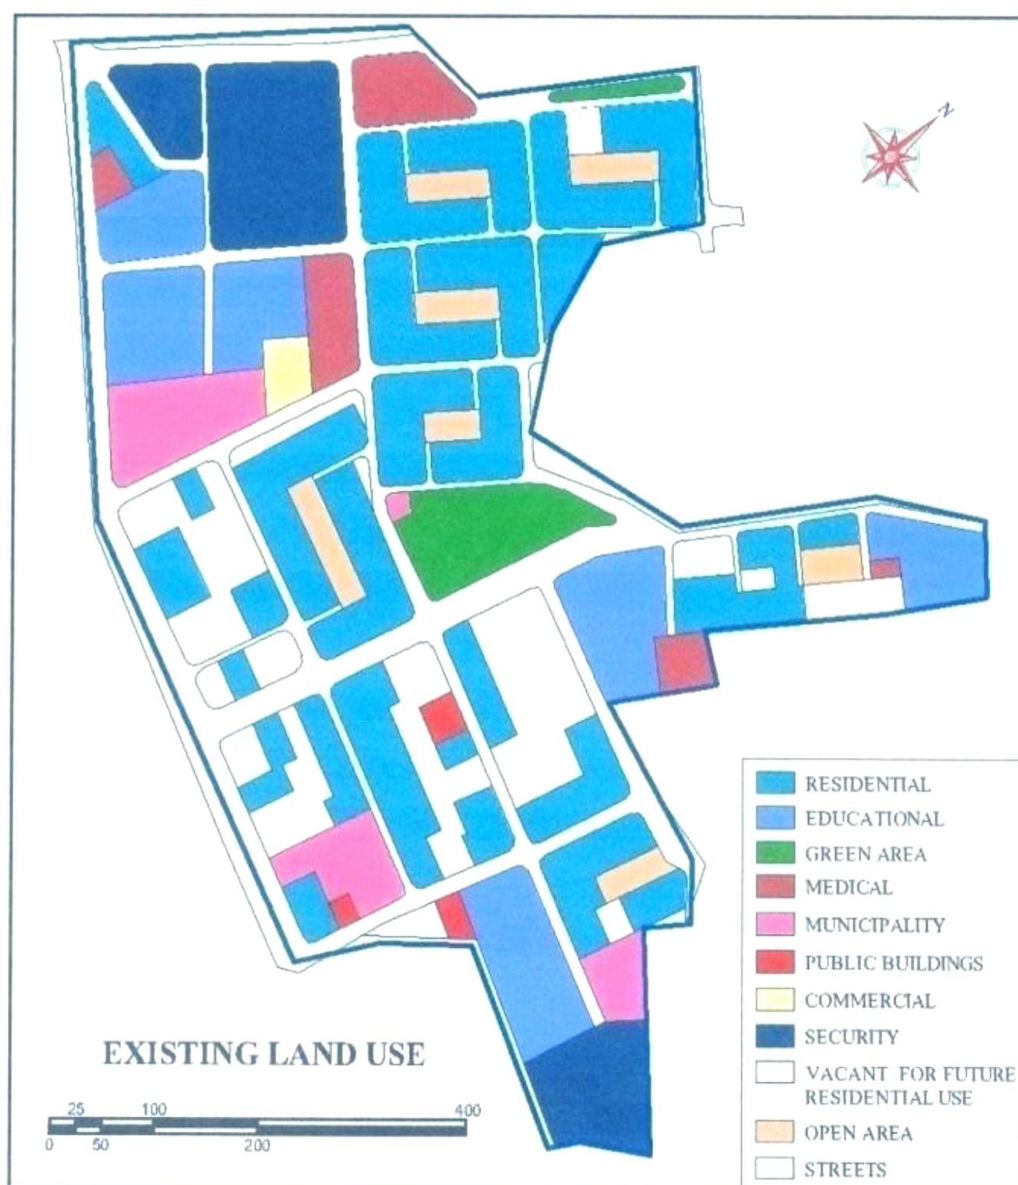 N
RESIDENTIAL
EDUCATIONAL
GREEN AREA
MEDICAL
MUNICIPALITY
PUBLIC BUILDINGS
COMMERCIAL
SECURITY
VACANT FOR FUTURE
RESIDENTIAL USE
OPEN AREA
STREETS
EXISTING LAND USE
25 100 400
0 50 200